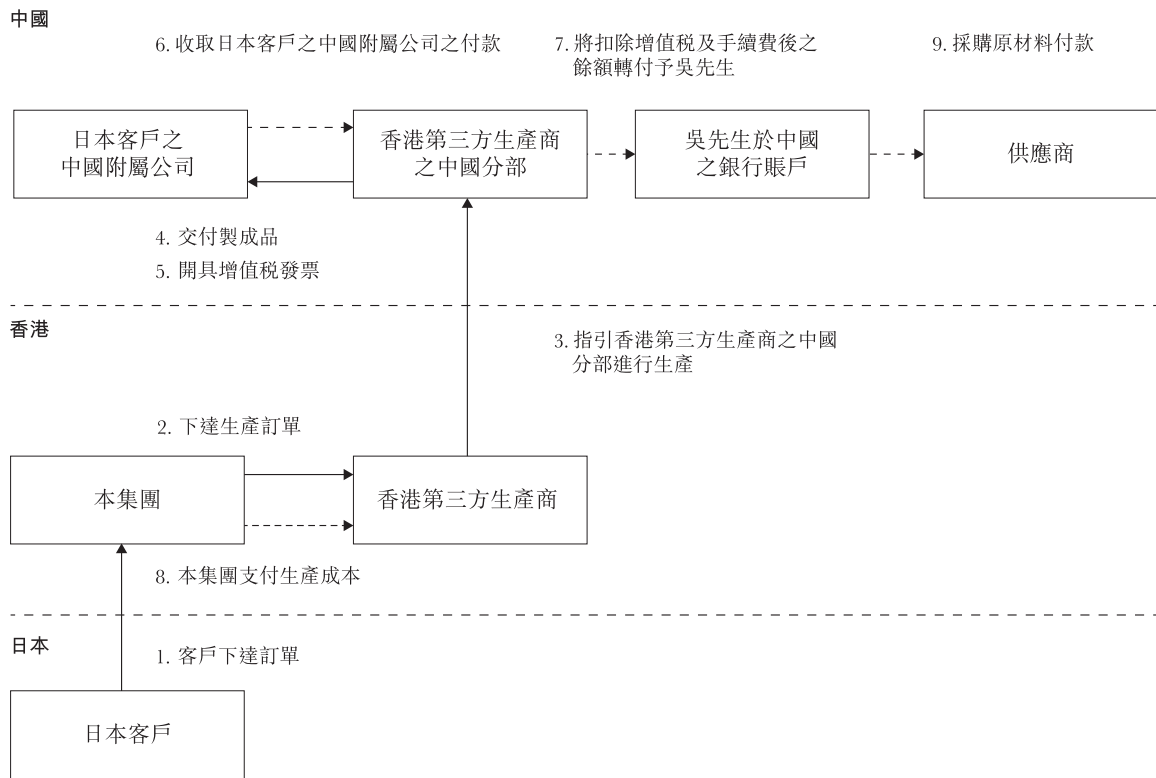 中國
6. 收取日本客戶之中國附屬公司之付款
7. 將扣除增值税及手續費後之
餘額轉付予吳先生
9. 採購原材料付款
日本客戶之
中國附屬公司
香港第三方生產商
之中國分部
吳先生於中國
之銀行賬戶
供應商
4. 交付製成品
5. 開具增值税發票
香港
3. 指引香港第三方生產商之中國
分部進行生產
2. 下達生產訂單
本集團
香港第三方生產商
8. 本集團支付生產成本
日本
1. 客戶下達訂單
日本客戶